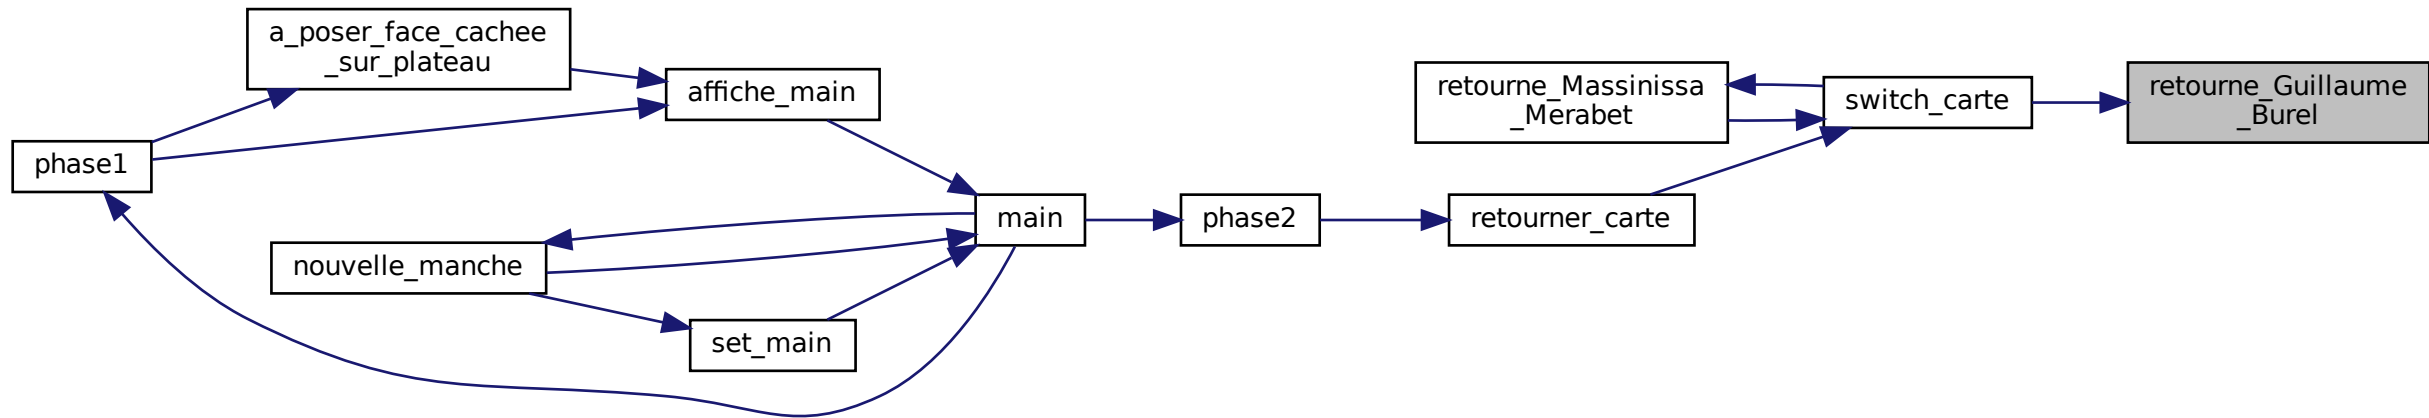 a_poser_face_cachee
_sur_plateau
affiche_main
phase1
nouvelle_manche
set_main
main
phase2
retourne_Massinissa
_Merabet
retourner_carte
switch_carte
retourne_Guillaume
_Burel